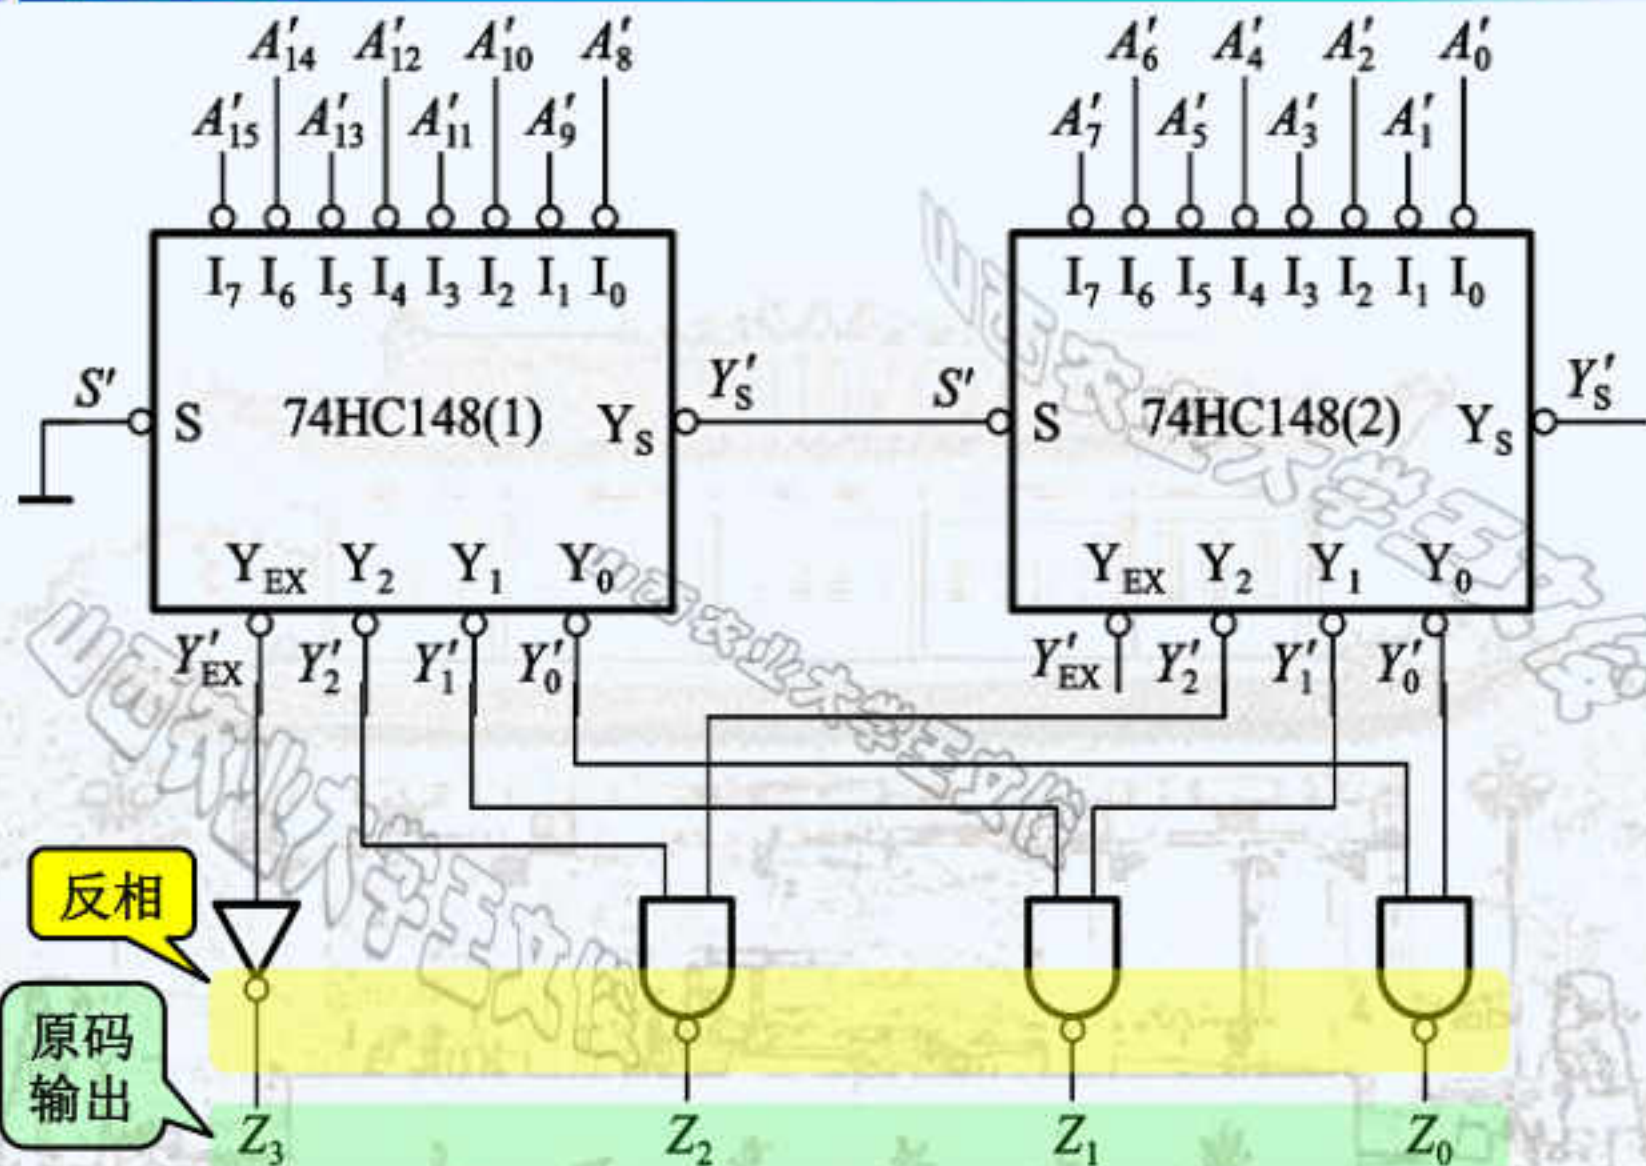 A′14 A′12 A′10 A′8 A′6 A′4 A′2 A′0
A′15 A′13 A′11 A′9 A′7 A′5 A′3 A′1
I7 I6 I5 I4 I3 I2 I1 I0 I7 I6 I5 I4 I3 I2 I1 I0
S′ S 74HC148(1) YS Y′S S′ S 74HC148(2) YS Y′S
YEX Y2 Y1 Y0 YEX Y2 Y1 Y0
Y′EX Y′2 Y′1 Y′0 Y′EX Y′2 Y′1 Y′0
反相
原码
输出
Z3 Z2 Z1 Z0